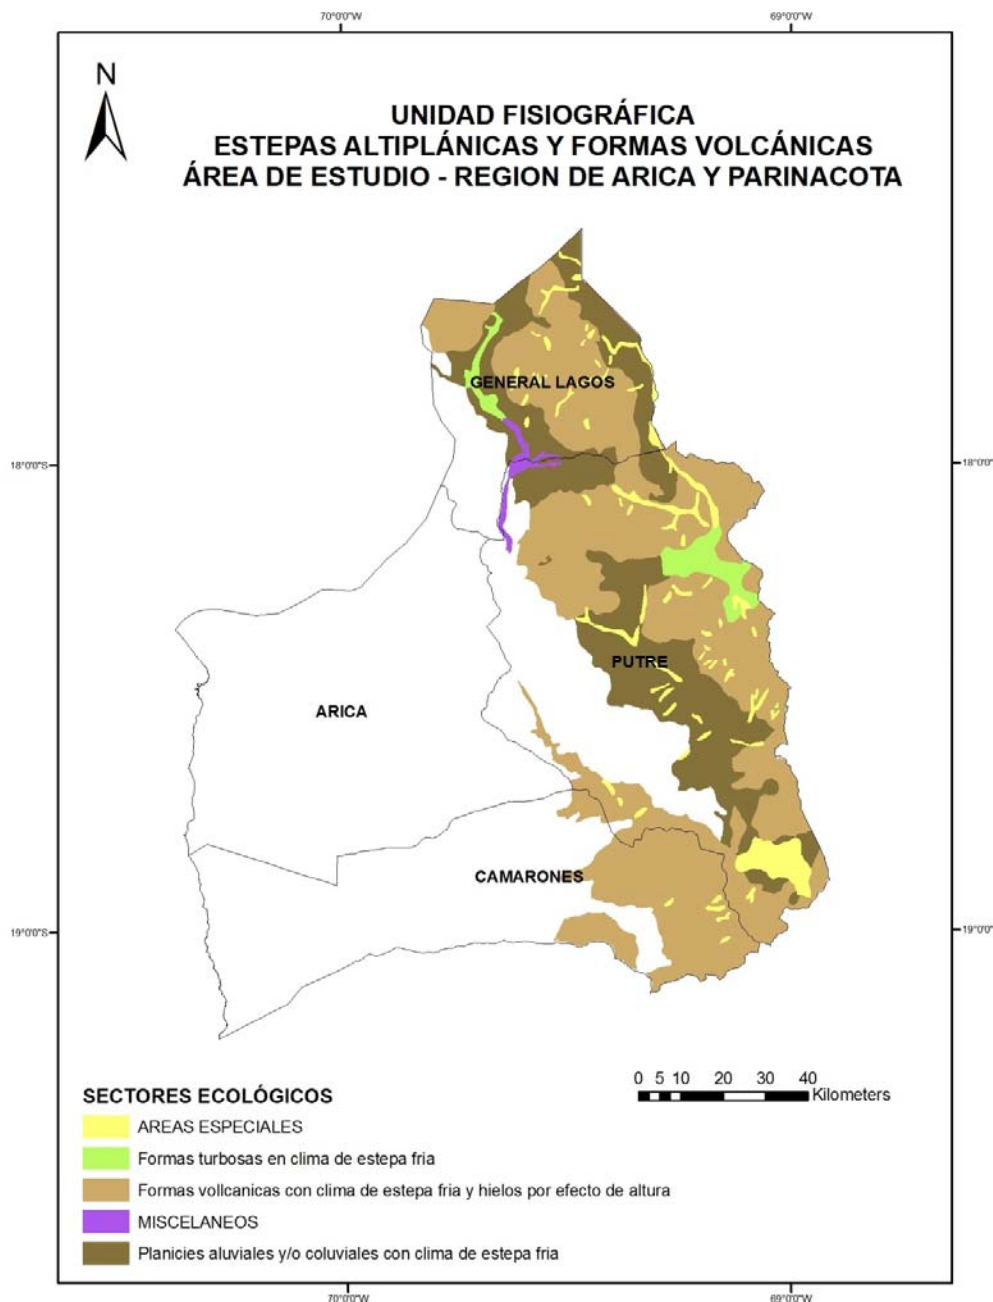 70°0'0"W
69°0'0"W
N
UNIDAD FISIOGRÁFICA
ESTEPAS ALTIPLÁNICAS Y FORMAS VOLCÁNICAS
ÁREA DE ESTUDIO - REGION DE ARICA Y PARINACOTA
GENERAL LAGOS
18°0'0"S
18°0'0"
PUTRE
ARICA
CAMARONES
19°0'0"S
19°0'0"
SECTORES ECOLÓGICOS
0 5 10 20 30 40
Kilometers
AREAS ESPECIALES
Formas turbosas en clima de estepa fria
Formas vollcanicas con clima de estepa fria y hielos por efecto de altura
MISCELANEOS
Planicies aluviales y/o coluviales con clima de estepa fria
70°0'0"W
69°0'0"W